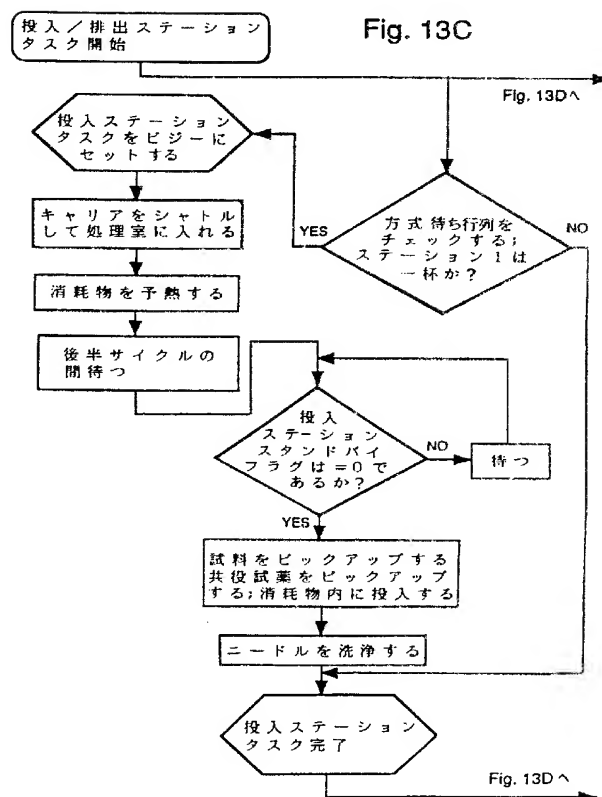 Fig. 13C
投入／排出ステーション
タスク開始
Fig. 13Dへ
投入ステーション
タスクをビジーに
セットする
YES
方式待ち行列を
チェックする；
ステーション1は
一杯か？
NO
キャリアをシャトル
して処理室に入れる
消耗物を予熱する
後半サイクルの
間待つ
投入
ステーション
スタンドバイ
フラグは＝0で
あるか？
NO
待つ
YES
試料をピックアップする
共役試薬をピックアップ
する；消耗物内に投入する
ニードルを洗浄する
投入ステーション
タスク完了
Fig. 13Dへ